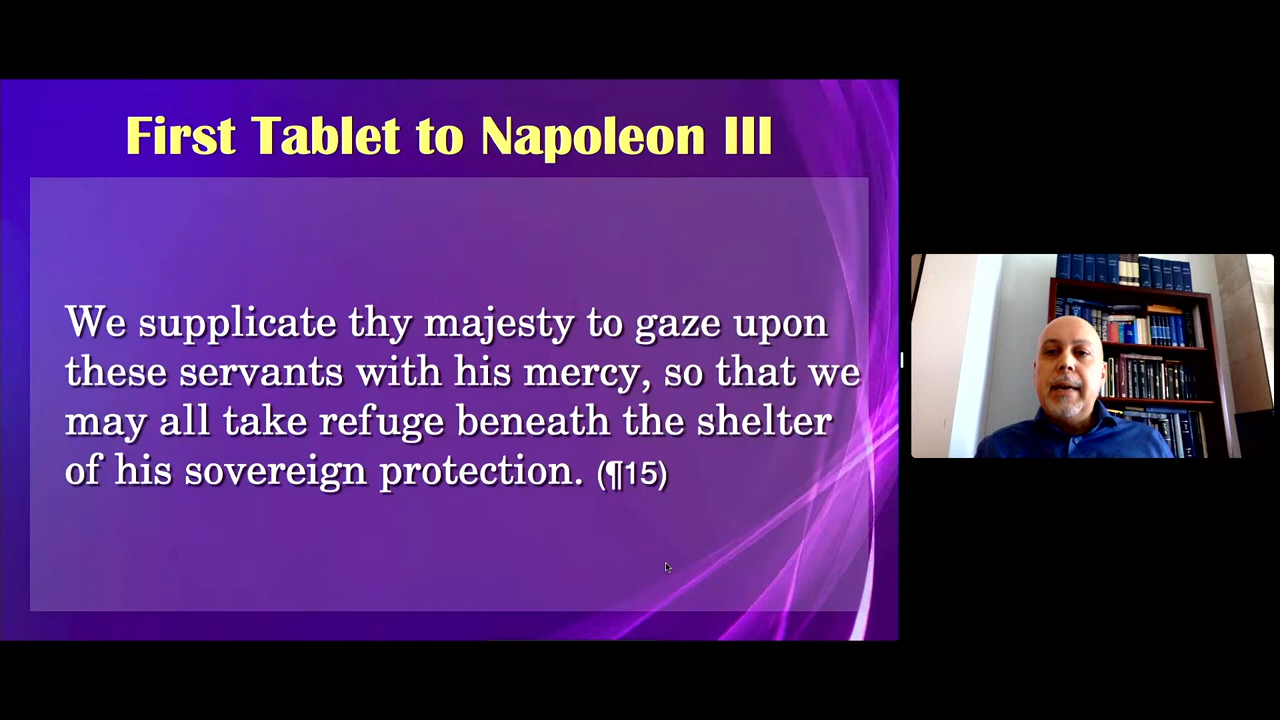 First Tablet to Napoleon III
We supplicate thy majesty to gaze upon
these servants with his mercy, so that we
may all take refuge beneath the shelter
of his sovereign protection. (¶15)